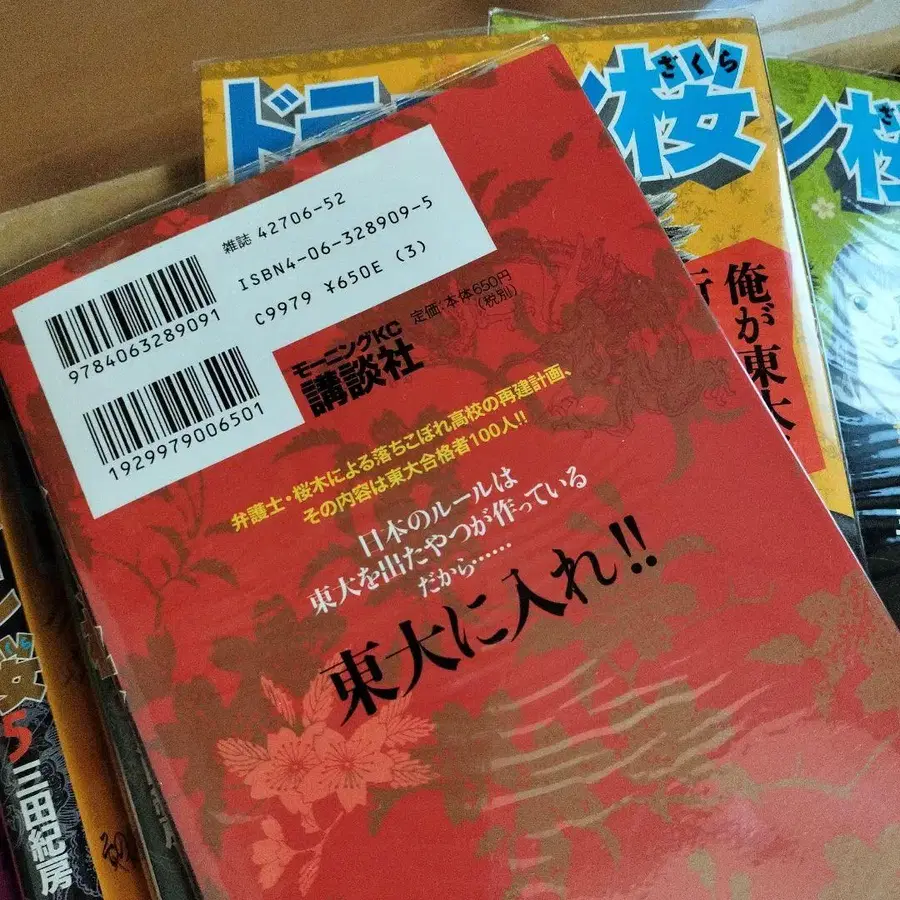 雑誌 42706-52
ISBN4-06-328909-5
C9979 ¥650E (3)
定価:本体650円
(税別)
9784063289091
1929979006501
モーニングKC
講談社
弁護士・桜木による落ちこぼれ高校の再建計画、
その内容は東大合格者100人!!
日本のルールは
東大を出たやつが作っている
だから……
東大に入れ!!
ドラ
ン桜
ざくら
俺が東大
ン桜
ざ
くら
5
三田紀房